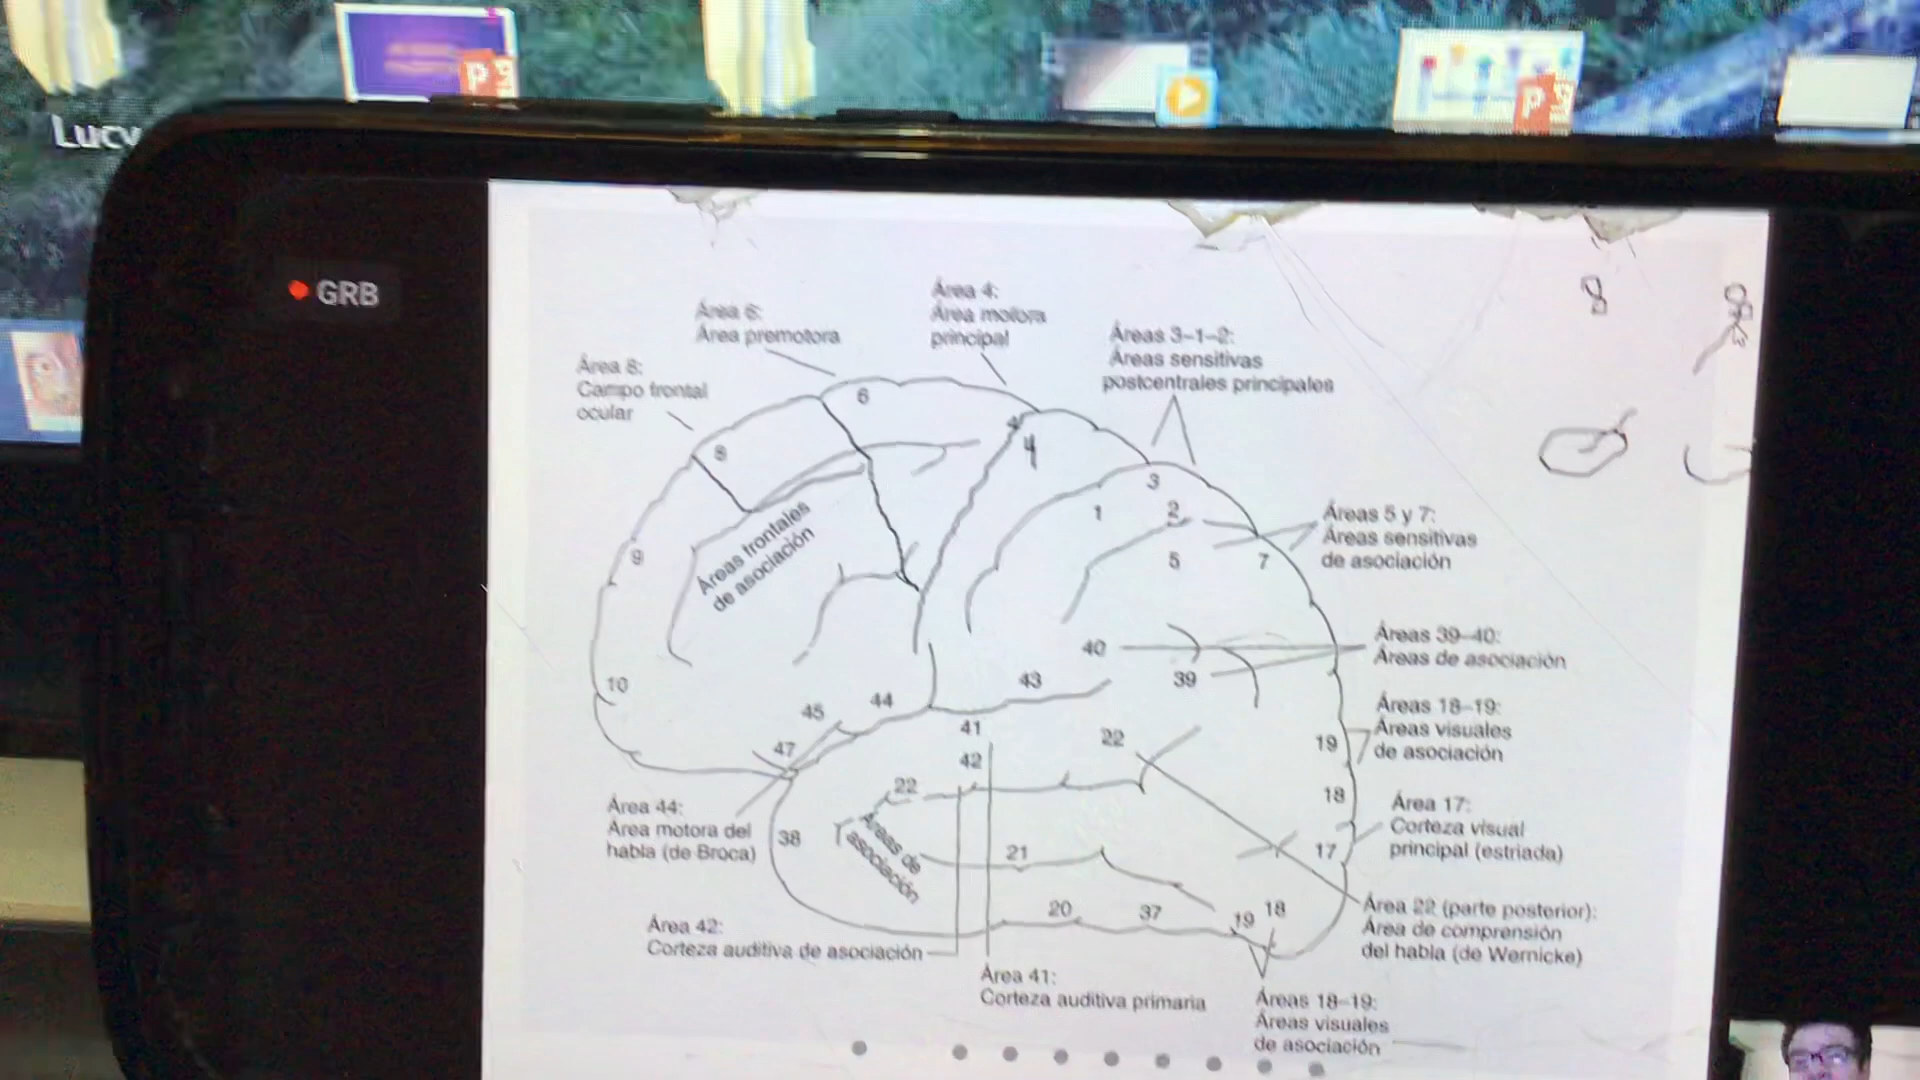 Lucy
GRB
Área 6:
Área premotora
Área 4:
Área motora
principal
Áreas 3–1–2:
Áreas sensitivas
postcentrales principales
Área 8:
Campo frontal
ocular
8
6
4
4
8
3
1
2
5
7
Áreas 5 y 7:
Áreas sensitivas
de asociación
Áreas frontales
de asociación
9
10
40
39
43
Áreas 39–40:
Áreas de asociación
45
44
47
41
42
22
22
19
18
17
Áreas 18–19:
Áreas visuales
de asociación
Área 44:
Área motora del
habla (de Broca)
38
Áreas de
asociación
21
20
37
19
18
Área 17:
Corteza visual
principal (estriada)
Área 42:
Corteza auditiva de asociación
Área 41:
Corteza auditiva primaria
Área 22 (parte posterior):
Área de comprensión
del habla (de Wernicke)
Áreas 18–19:
Áreas visuales
de asociación